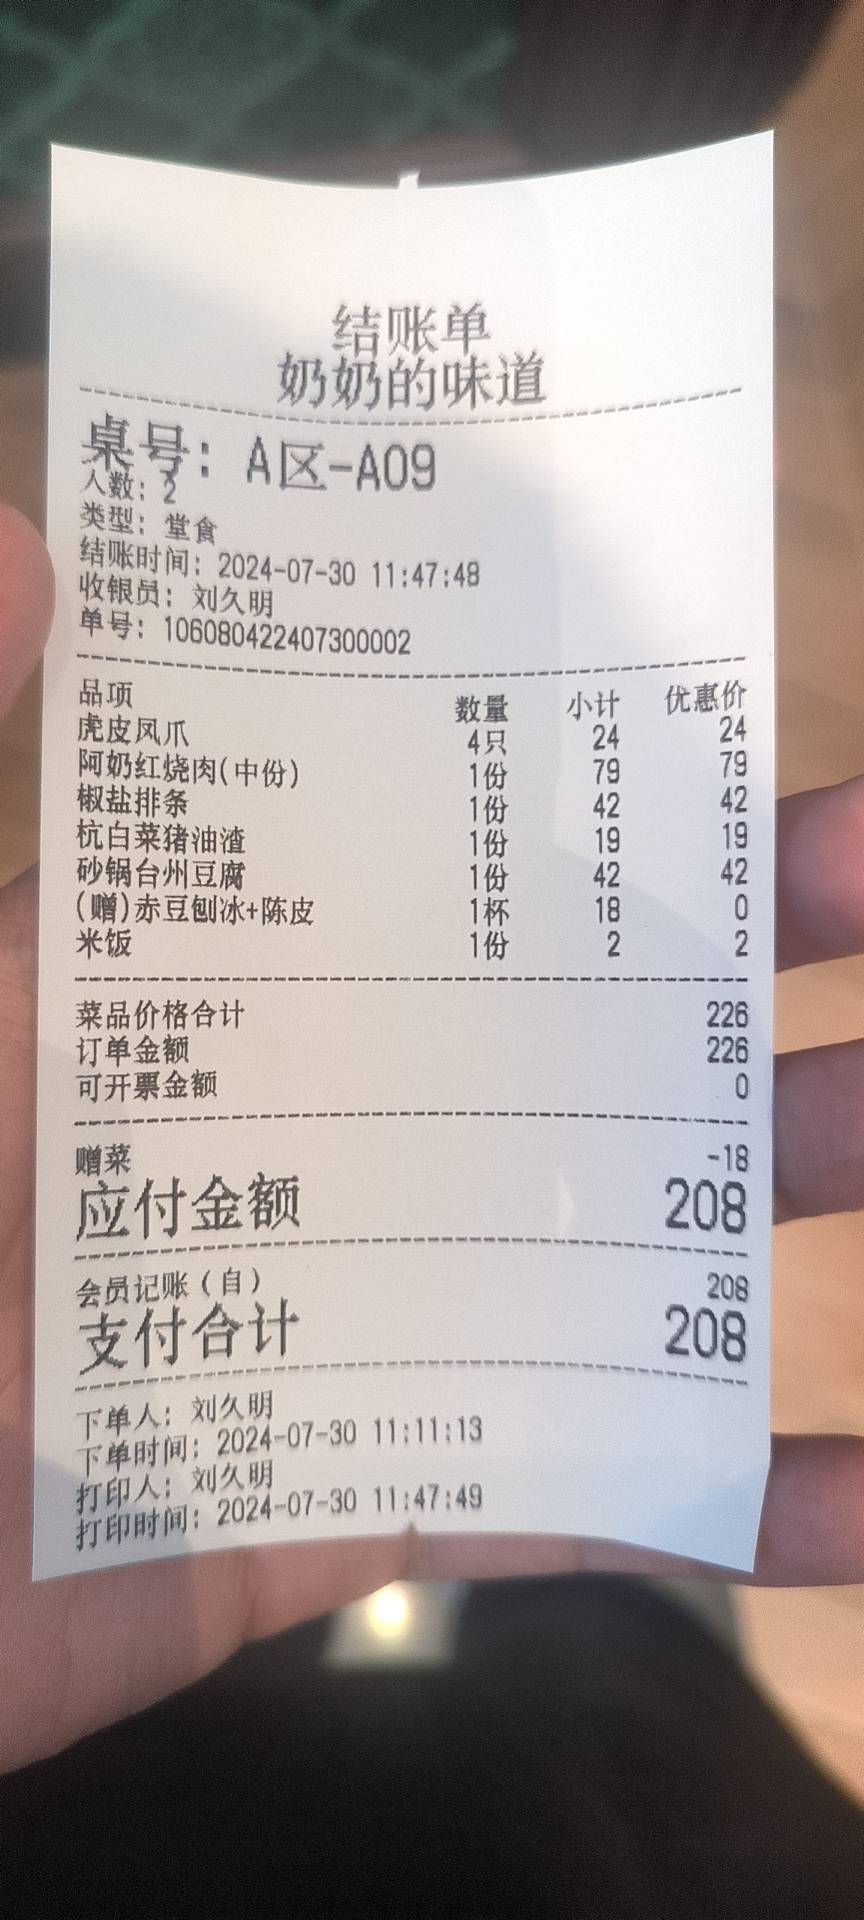 结账单
奶奶的味道
桌号: A区-A09
人数: 2
类型: 堂食
结账时间: 2024-07-30 11:47:48
收银员: 刘久明
单号: 106080422407300002
品项 数量 小计 优惠价
虎皮凤爪 4只 24 24
阿奶红烧肉(中份) 1份 79 79
椒盐排条 1份 42 42
杭白菜猪油渣 1份 19 19
砂锅台州豆腐 1份 42 42
(赠)赤豆刨冰+陈皮 1杯 18 0
米饭 1份 2 2
菜品价格合计 226
订单金额 226
可开票金额 0
赠菜 -18
应付金额 208
会员记账(自) 208
支付合计 208
下单人: 刘久明
下单时间: 2024-07-30 11:11:13
打印人: 刘久明
打印时间: 2024-07-30 11:47:49